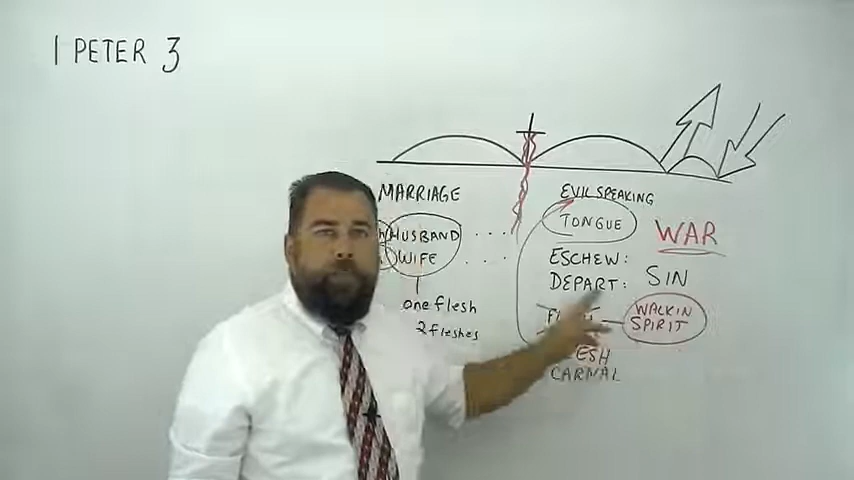 1 PETER 3
MARRIAGE
HUSBAND
WIFE
one flesh
2 fleshes
EVIL SPEAKING
TONGUE
WAR
ESCHEW:
DEPART: SIN
WALK IN
SPIRIT
CARNAL